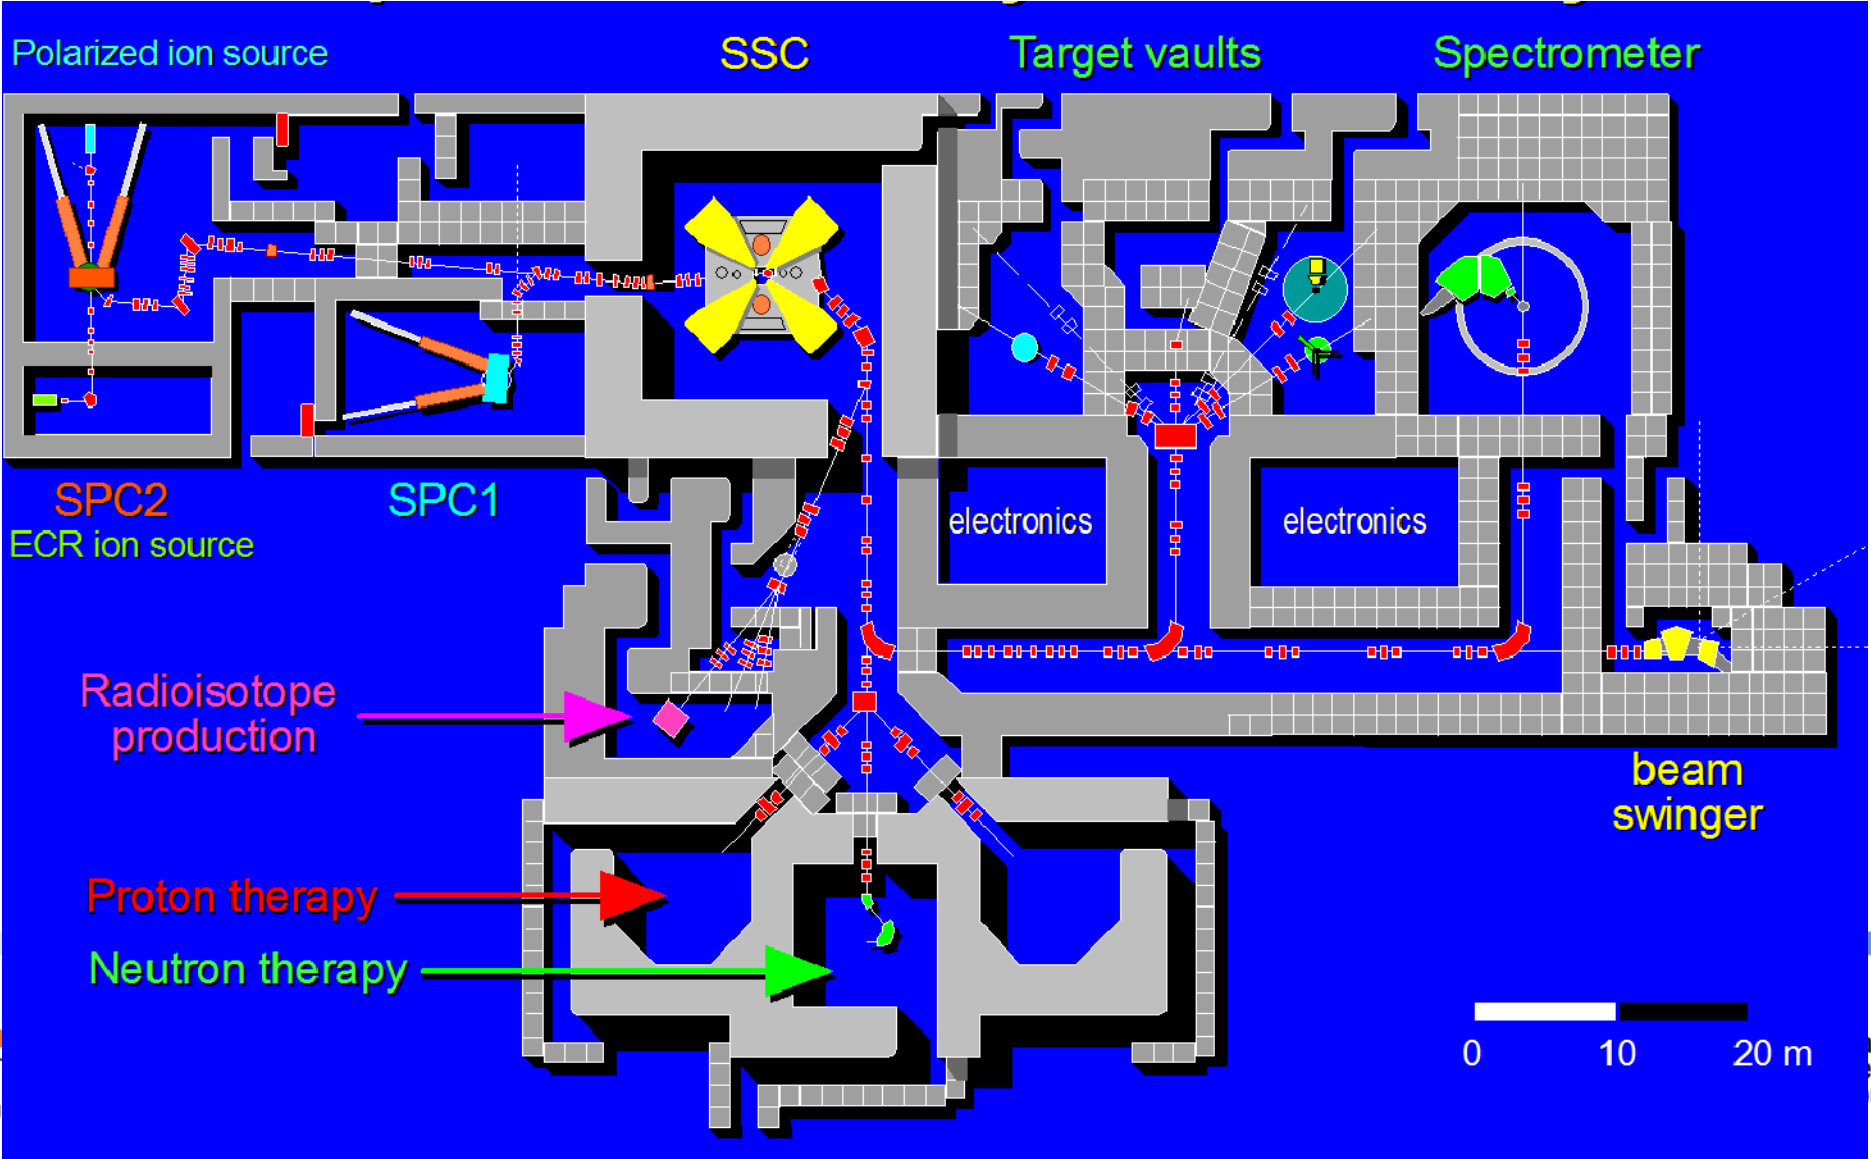 Polarized ion source
SSC
Target vaults
Spectrometer
SPC2
ECR ion source
SPC1
electronics
electronics
Radioisotope
production
beam
swinger
Proton therapy
Neutron therapy
0 10 20 m